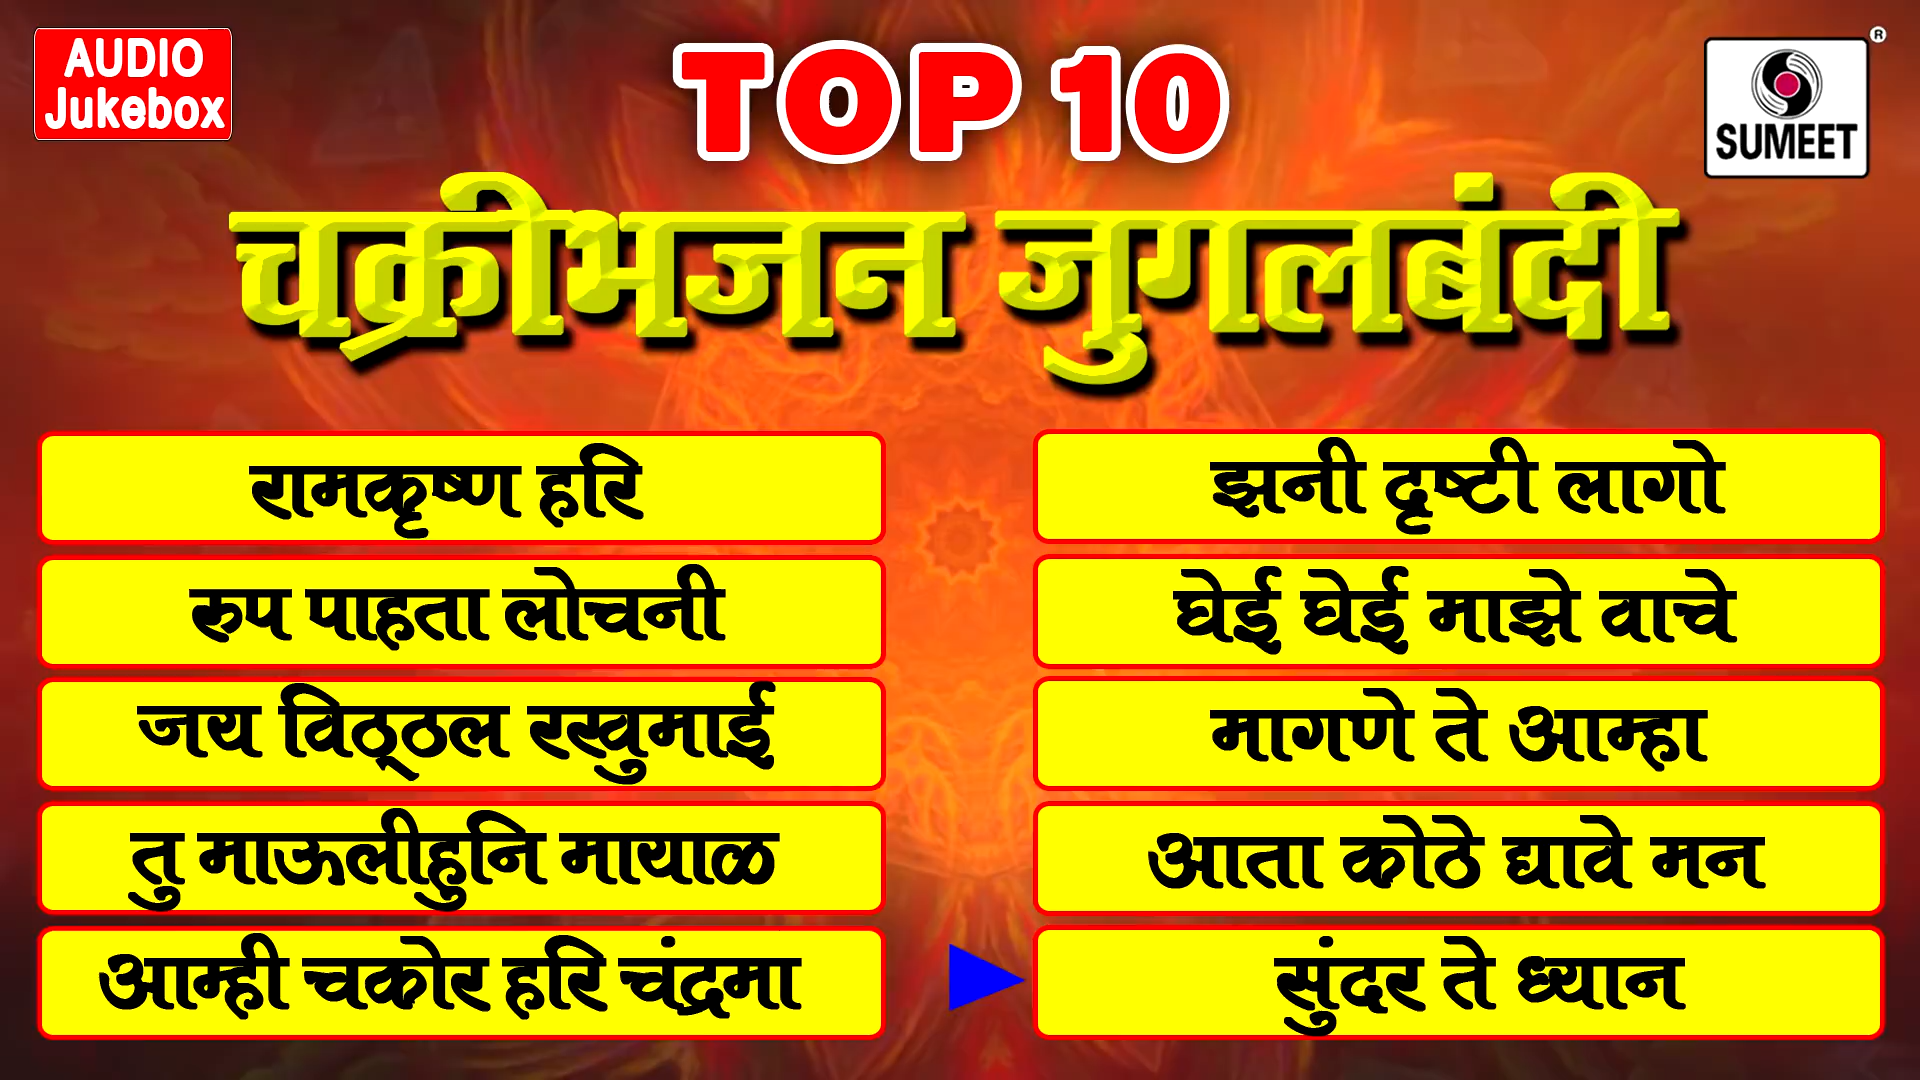 AUDIO
Jukebox
TOP 10
®
SUMEET
चक्रीभजन जुगलबंदी
रामकृष्ण हरि
रुप पाहता लोचनी
जय विठ्ठल रखुमाई
तु माऊलीहुनि मायाळ
आम्ही चकोर हरि चंद्रमा
झनी दृष्टी लागो
घेई घेई माझे वाचे
मागणे ते आम्हा
आता कोठे द्यावे मन
सुंदर ते ध्यान